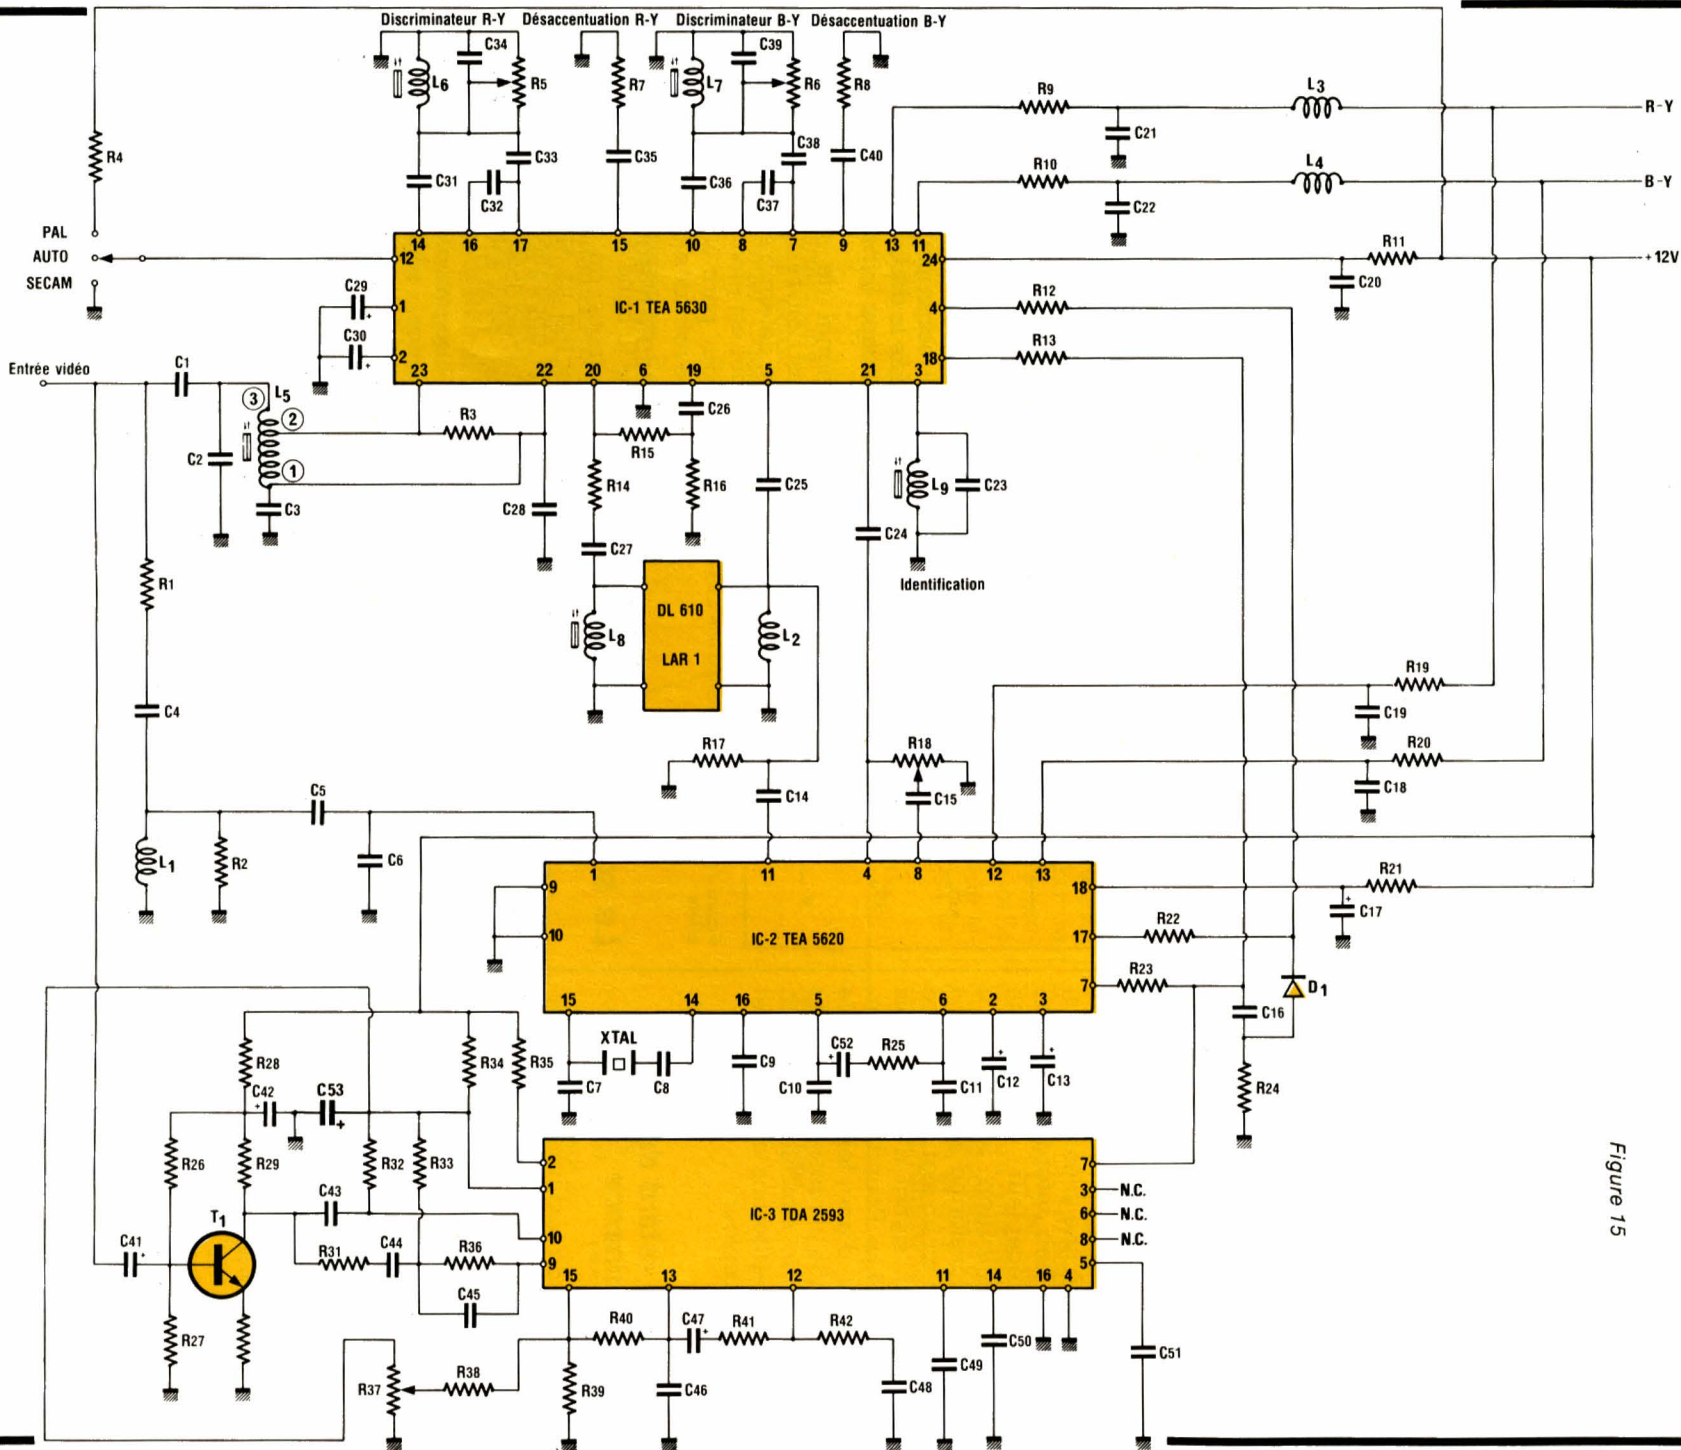 Discriminateur R-Y Désaccentuation R-Y Discriminateur B-Y Désaccentuation B-Y
C34 C39
L6 R5 R7 L7 R6 R8
R9 L3 R-Y
C21
R4 C33 C35 C38 C40
C31 C32 C36 C37
R10 L4 B-Y
C22
PAL
AUTO
SECAM
14 16 17 15 10 8 7 9 13 11
12 24 R11 +12V
C20
C29 + 1 IC-1 TEA 5630 4 R12
C30 + 2 18 R13
23 22 20 6 19 5 21 3
Entrée vidéo C1
3 L5
2 R3 R15 C26
C2 1 R14 R16 C25 L9 C23
C3 C28 C24
C27
Identification
R1 DL 610
L8 L2
LAR 1
R19
C4 C19
R17 R18 R20
C5 C14 C15 C18
L1 R2 C6
1 11 4 8 12 13
9 18 R21
+ C17
10 IC-2 TEA 5620 17 R22
7 R23
D1
15 14 16 5 6 2 3
C16
XTAL C52 + R25
R28 R34 R35 C7 C8 C9 C10 C11 + C12 + C13
R24
C42 + C53 +
R26 R29 R32 R33
2 7
1 3 N.C.
T1 C43 IC-3 TDA 2593 6 N.C.
10 8 N.C.
C41 + R31 C44 R36 9 5
15 13 12 11 14 16 4
C45
R27 R40 C47 + R41 R42 C50 C51
R37 R38 R39 C46 C48 C49
Figure 15